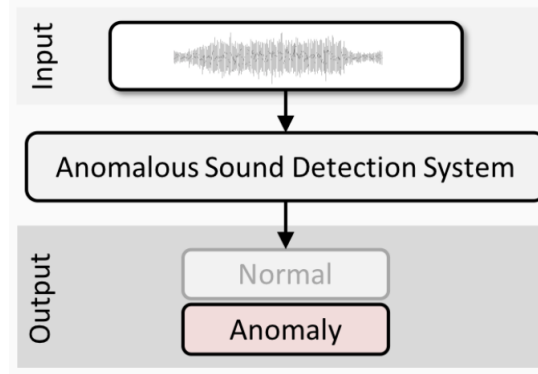 Input
Anomalous Sound Detection System
Output
Normal
Anomaly